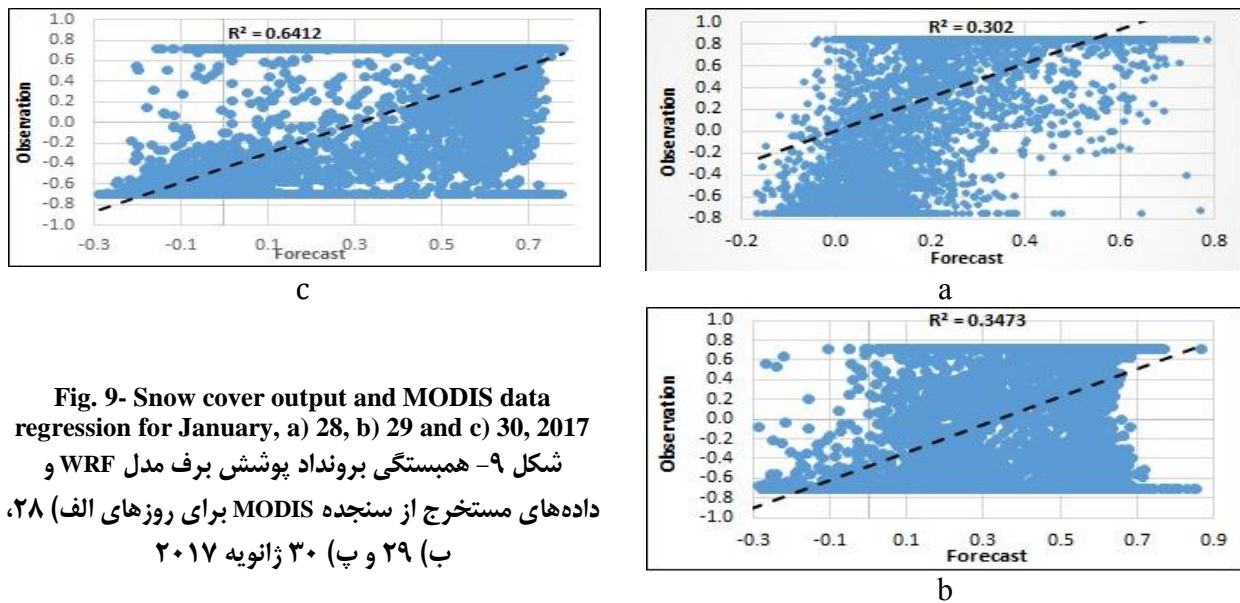 R² = 0.6412
1.0
0.8
0.6
0.4
0.2
0.0
-0.2
-0.4
-0.6
-0.8
-1.0
Observation
-0.3 -0.1 0.1 0.3 0.5 0.7
Forecast
c
R² = 0.302
1.0
0.8
0.6
0.4
0.2
0.0
-0.2
-0.4
-0.6
-0.8
Observation
-0.2 0.0 0.2 0.4 0.6 0.8
Forecast
a
R² = 0.3473
1.0
0.8
0.6
0.4
0.2
0.0
-0.2
-0.4
-0.6
-0.8
-1.0
Observation
-0.3 -0.1 0.1 0.3 0.5 0.7 0.9
Forecast
b
Fig. 9- Snow cover output and MODIS data
regression for January, a) 28, b) 29 and c) 30, 2017
شکل ۹- همبستگی برونداد پوشش برف مدل WRF و
داده‌های مستخرج از سنجده MODIS برای روزهای الف) ۲۸،
ب) ۲۹ و پ) ۳۰ ژانویه ۲۰۱۷